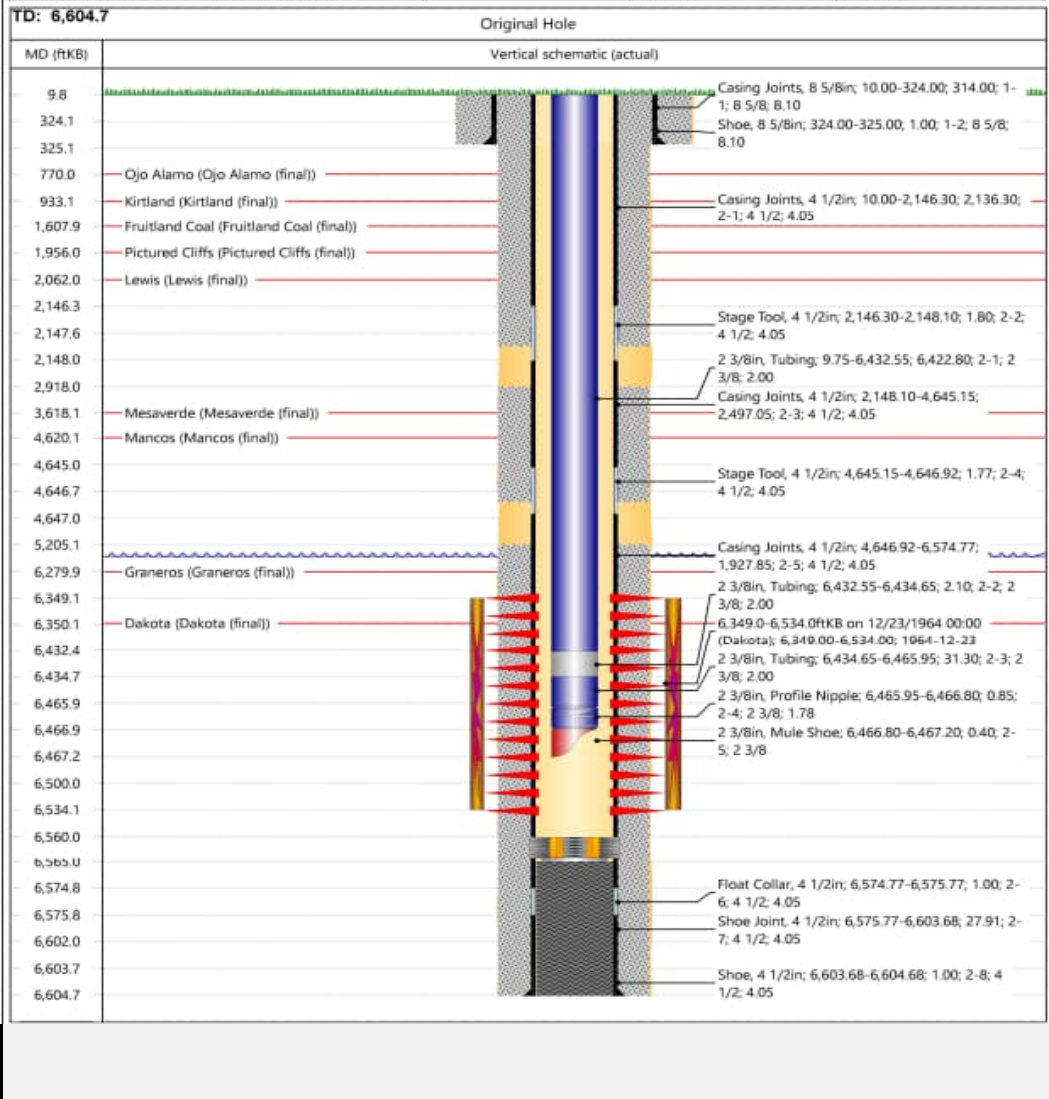 TD: 6,604.7
Original Hole
MD (ftKB)
Vertical schematic (actual)
9.8
324.1
325.1
770.0
933.1
1,607.9
1,956.0
2,062.0
2,146.3
2,147.6
2,148.0
2,918.0
3,618.1
4,620.1
4,645.0
4,646.7
4,647.0
5,205.1
6,279.9
6,349.1
6,350.1
6,432.4
6,434.7
6,465.9
6,466.9
6,467.2
6,500.0
6,534.1
6,560.0
6,565.0
6,574.8
6,575.8
6,602.0
6,603.7
6,604.7
Ojo Alamo (Ojo Alamo (final))
Kirtland (Kirtland (final))
Fruitland Coal (Fruitland Coal (final))
Pictured Cliffs (Pictured Cliffs (final))
Lewis (Lewis (final))
Mesaverde (Mesaverde (final))
Mancos (Mancos (final))
Graneros (Graneros (final))
Dakota (Dakota (final))
Casing Joints, 8 5/8in; 10.00-324.00; 314.00; 1-
1; 8 5/8; 8.10
Shoe, 8 5/8in; 324.00-325.00; 1.00; 1-2; 8 5/8;
8.10
Casing Joints, 4 1/2in; 10.00-2,146.30; 2,136.30;
2-1; 4 1/2; 4.05
Stage Tool, 4 1/2in; 2,146.30-2,148.10; 1.80; 2-2;
4 1/2; 4.05
2 3/8in, Tubing; 9.75-6,432.55; 6,422.80; 2-1; 2
3/8; 2.00
Casing Joints, 4 1/2in; 2,148.10-4,645.15;
2,497.05; 2-3; 4 1/2; 4.05
Stage Tool, 4 1/2in; 4,645.15-4,646.92; 1.77; 2-4;
4 1/2; 4.05
Casing Joints, 4 1/2in; 4,646.92-6,574.77;
1,927.85; 2-5; 4 1/2; 4.05
2 3/8in, Tubing; 6,432.55-6,434.65; 2.10; 2-2; 2
3/8; 2.00
6,349.0-6,534.0ftKB on 12/23/1964 00:00
(Dakota); 6,349.00-6,534.00; 1964-12-23
2 3/8in, Tubing; 6,434.65-6,465.95; 31.30; 2-3; 2
3/8; 2.00
2 3/8in, Profile Nipple; 6,465.95-6,466.80; 0.85;
2-4; 2 3/8; 1.78
2 3/8in, Mule Shoe; 6,466.80-6,467.20; 0.40; 2-
5; 2 3/8
Float Collar, 4 1/2in; 6,574.77-6,575.77; 1.00; 2-
6; 4 1/2; 4.05
Shoe Joint, 4 1/2in; 6,575.77-6,603.68; 27.91; 2-
7; 4 1/2; 4.05
Shoe, 4 1/2in; 6,603.68-6,604.68; 1.00; 2-8; 4
1/2; 4.05